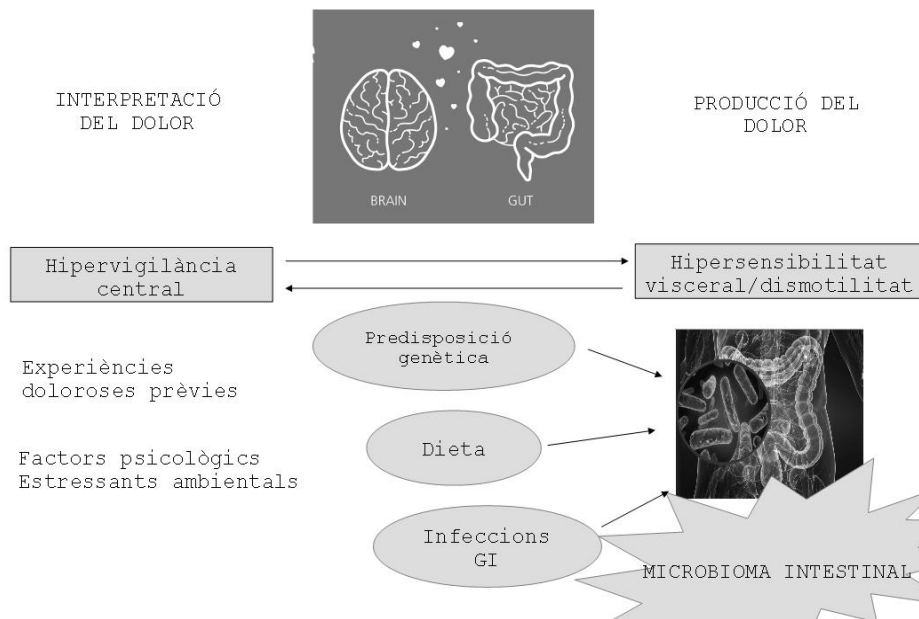 INTERPRETACIÓ
DEL DOLOR
BRAIN
GUT
PRODUCCIÓ DEL
DOLOR
Hipervigilància
central
Hipersensibilitat
visceral/dismotilitat
Predisposició
genètica
Experiències
doloroses prèvies
Dieta
Factors psicològics
Estressants ambientals
Infeccions
GI
MICROBIOMA INTESTINAL